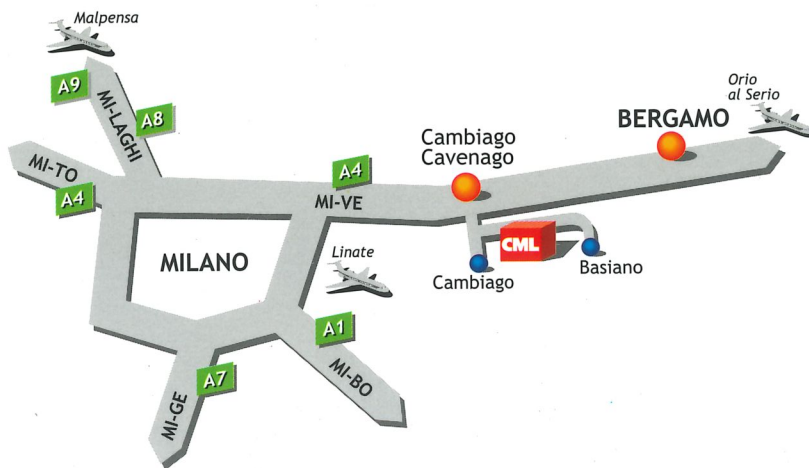 Malpensa
A9
MI-LAGHI
A8
MI-TO
A4
A4
MI-VE
Cambiago
Cavenago
BERGAMO
Orio
al Serio
MILANO
Linate
CML
Cambiago
Basiano
A1
MI-BO
A7
MI-GE